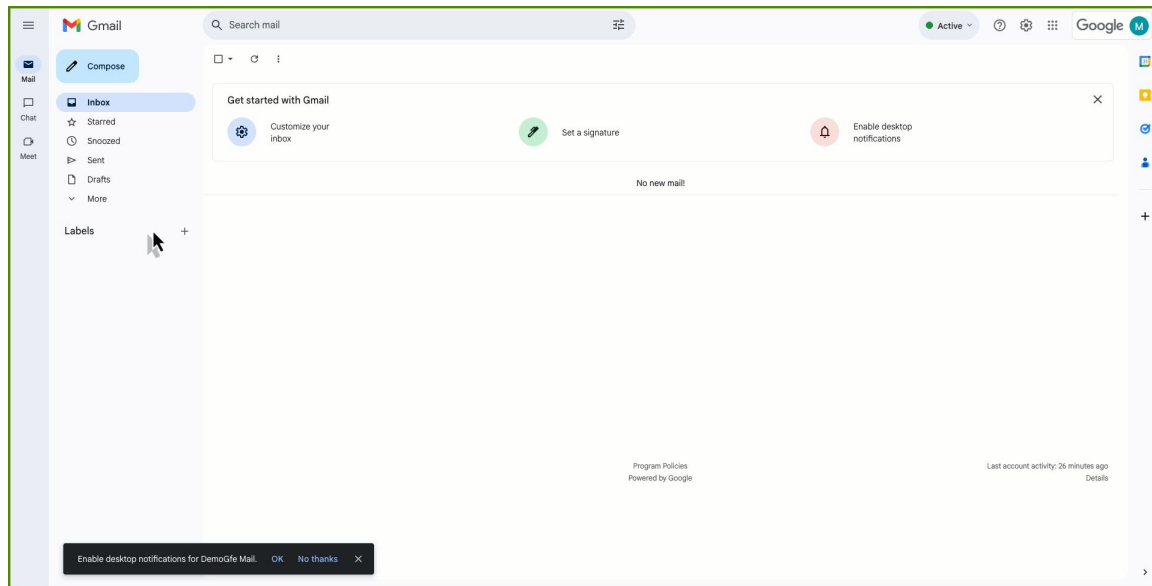 Gmail
Search mail
Active
Google
M
Mail
Chat
Meet
Compose
Inbox
Starred
Snoozed
Sent
Drafts
More
Labels
Get started with Gmail
Customize your
inbox
Set a signature
Enable desktop
notifications
No new mail!
Program Policies
Powered by Google
Last account activity: 26 minutes ago
Details
Enable desktop notifications for DemoGfe Mail. OK No thanks